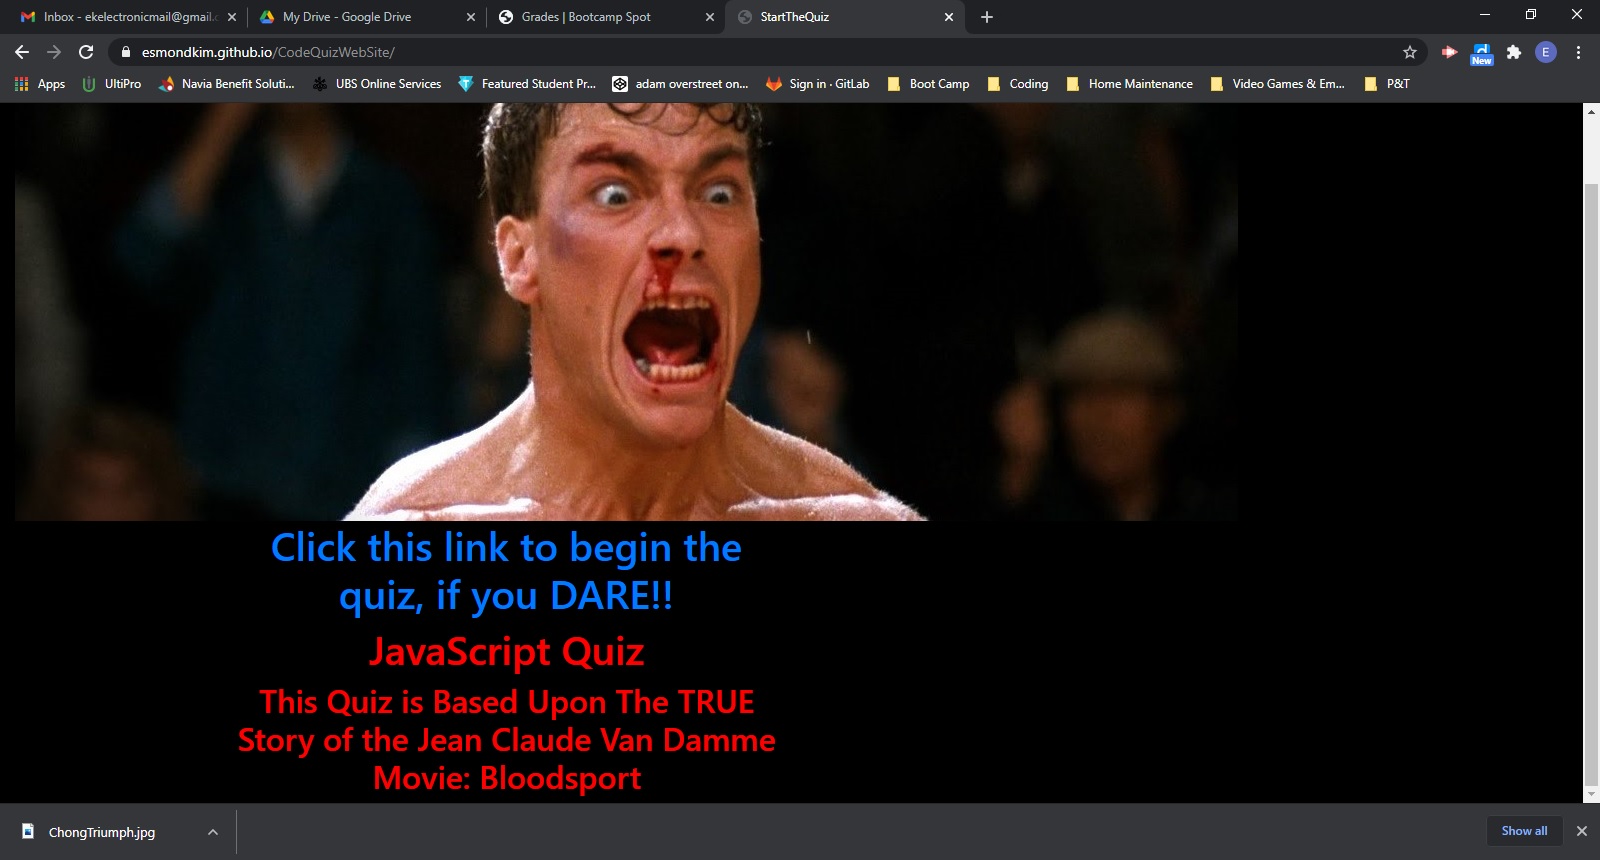 Inbox - ekelectronicmail@gmail.c
My Drive - Google Drive
Grades | Bootcamp Spot
StartTheQuiz
esmondkim.github.io/CodeQuizWebSite/
New
E
Apps
UltiPro
Navia Benefit Soluti...
UBS Online Services
Featured Student Pr...
adam overstreet on...
Sign in · GitLab
Boot Camp
Coding
Home Maintenance
Video Games & Em...
P&T
Click this link to begin the
quiz, if you DARE!!
JavaScript Quiz
This Quiz is Based Upon The TRUE
Story of the Jean Claude Van Damme
Movie: Bloodsport
ChongTriumph.jpg
Show all